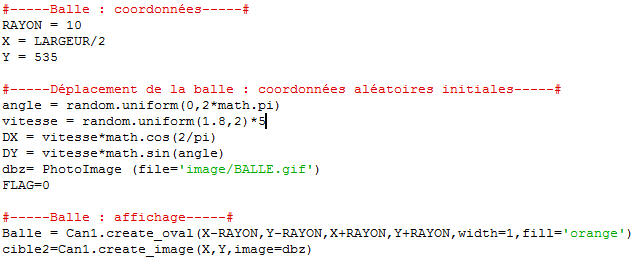 #-----Balle : coordonnées-----#
RAYON = 10
X = LARGEUR/2
Y = 535
#-----Déplacement de la balle : coordonnées aléatoires initiales-----#
angle = random.uniform(0,2*math.pi)
vitesse = random.uniform(1.8,2)*5
DX = vitesse*math.cos(2/pi)
DY = vitesse*math.sin(angle)
dbz= PhotoImage (file='image/BALLE.gif')
FLAG=0
#-----Balle : affichage-----#
Balle = Can1.create_oval(X-RAYON,Y-RAYON,X+RAYON,Y+RAYON,width=1,fill='orange')
cible2=Can1.create_image(X,Y,image=dbz)